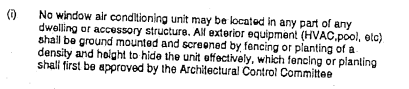 (i) No window air conditioning unit may be located in any part of any
dwelling or accessory structure. All exterior equipment (HVAC,pool, etc)
shall be ground mounted and screened by fencing or planting of a
density and height to hide the unit effectively, which fencing or planting
shall first be approved by the Architectural Control Committee